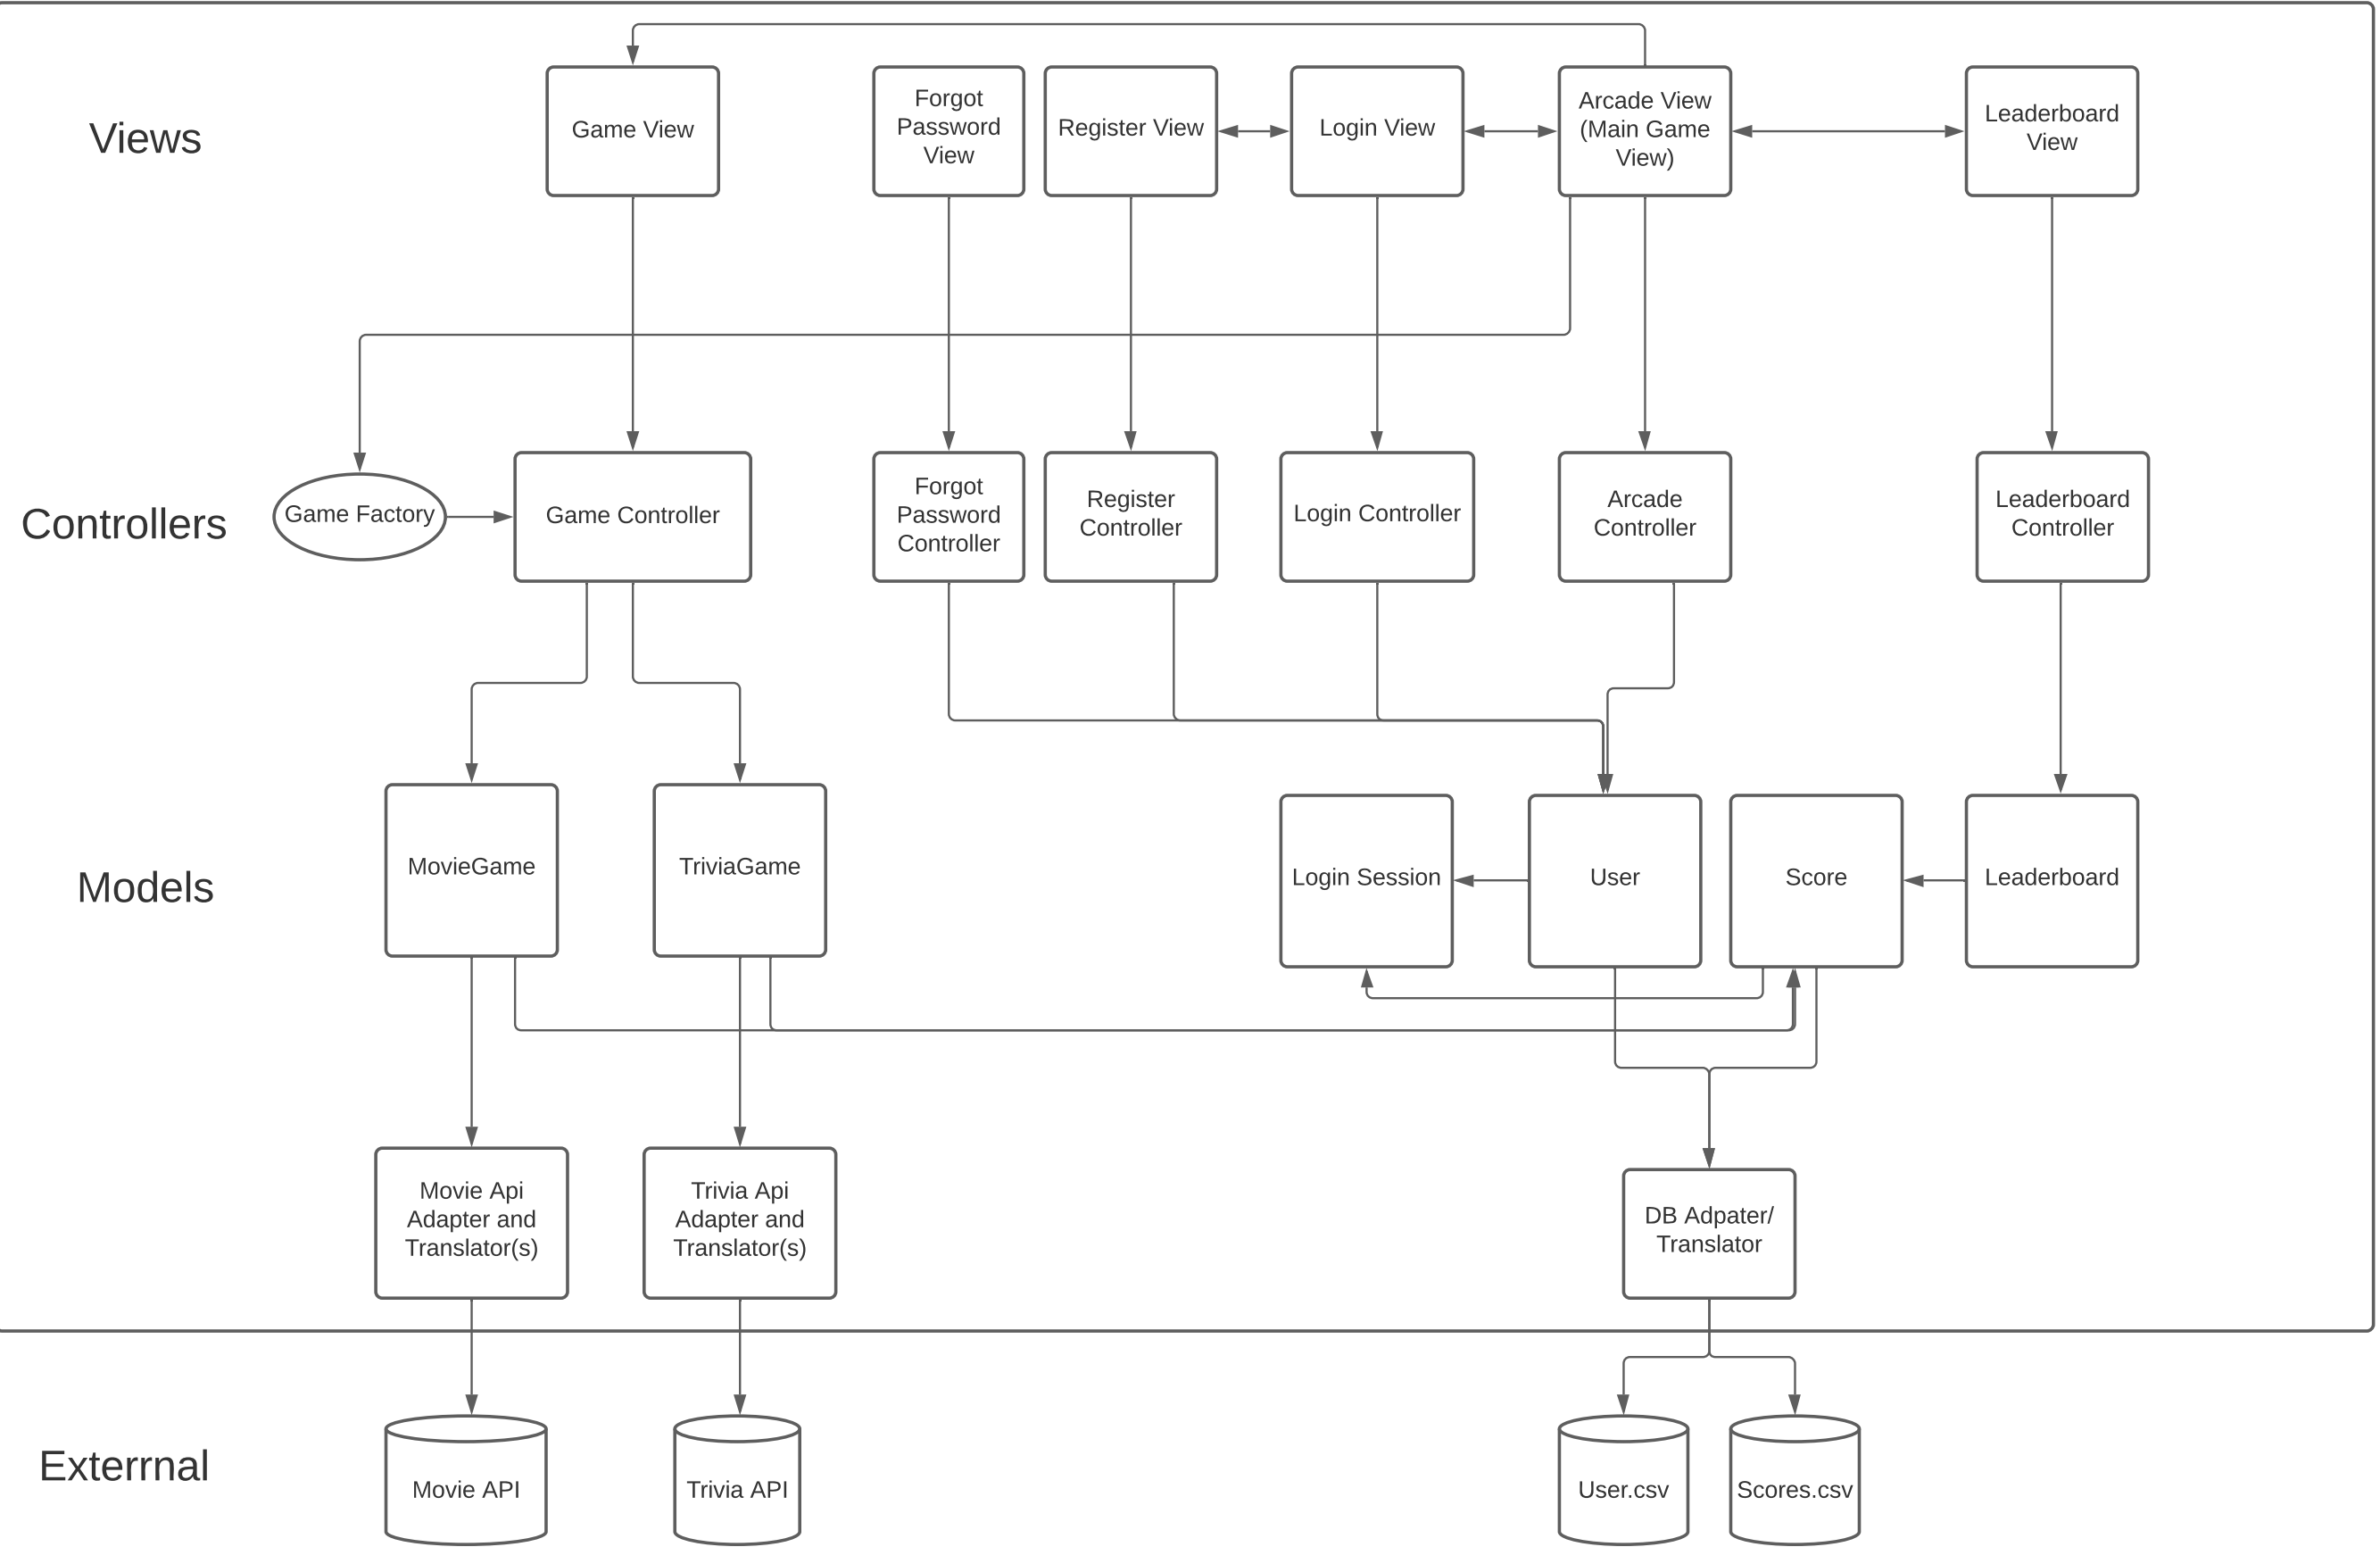 Views
Game View
Forgot
Password
View
Register View
Login View
Arcade View
(Main Game
View)
Leaderboard
View
Controllers
Game Factory
Game Controller
Forgot
Password
Controller
Register
Controller
Login Controller
Arcade
Controller
Leaderboard
Controller
Models
MovieGame
TriviaGame
Login Session
User
Score
Leaderboard
Movie Api
Adapter and
Translator(s)
Trivia Api
Adapter and
Translator(s)
DB Adpater/
Translator
Exterrnal
Movie API
Trivia API
User.csv
Scores.csv